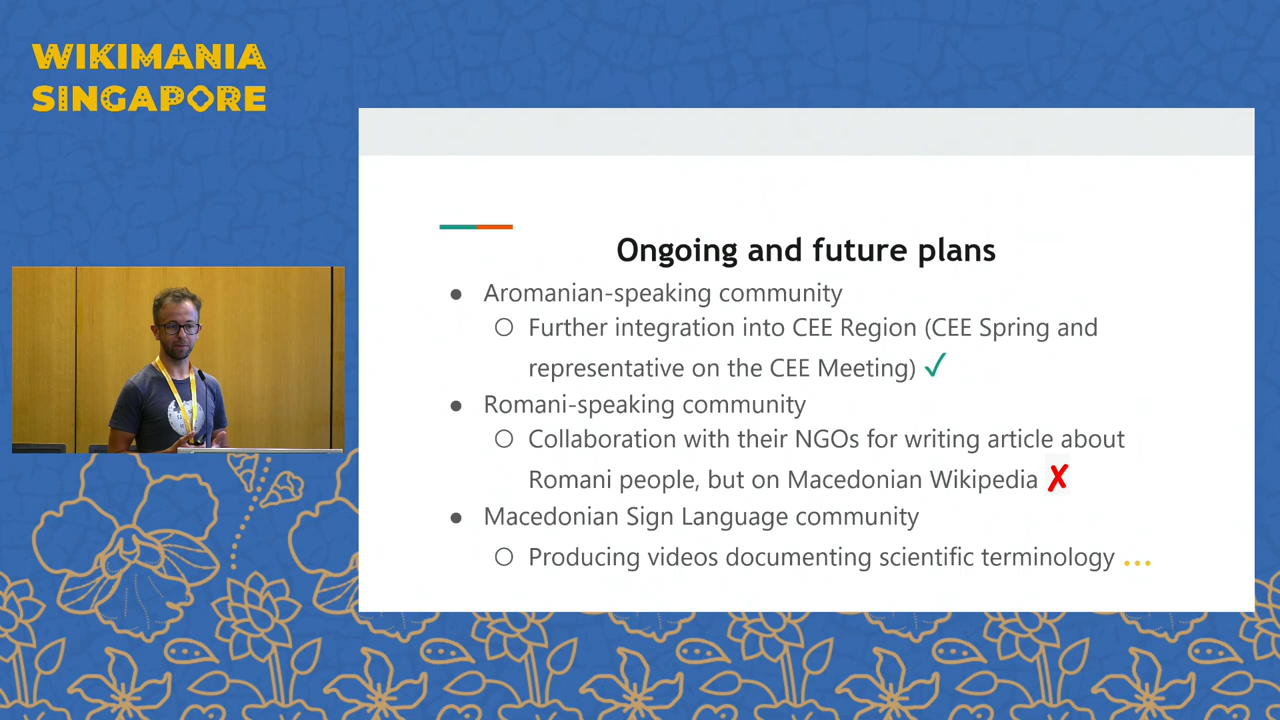 WIKIMANIA
SINGAPORE
Ongoing and future plans
● Aromanian-speaking community
○ Further integration into CEE Region (CEE Spring and
representative on the CEE Meeting) ✓
● Romani-speaking community
○ Collaboration with their NGOs for writing article about
Romani people, but on Macedonian Wikipedia ✗
● Macedonian Sign Language community
○ Producing videos documenting scientific terminology ...